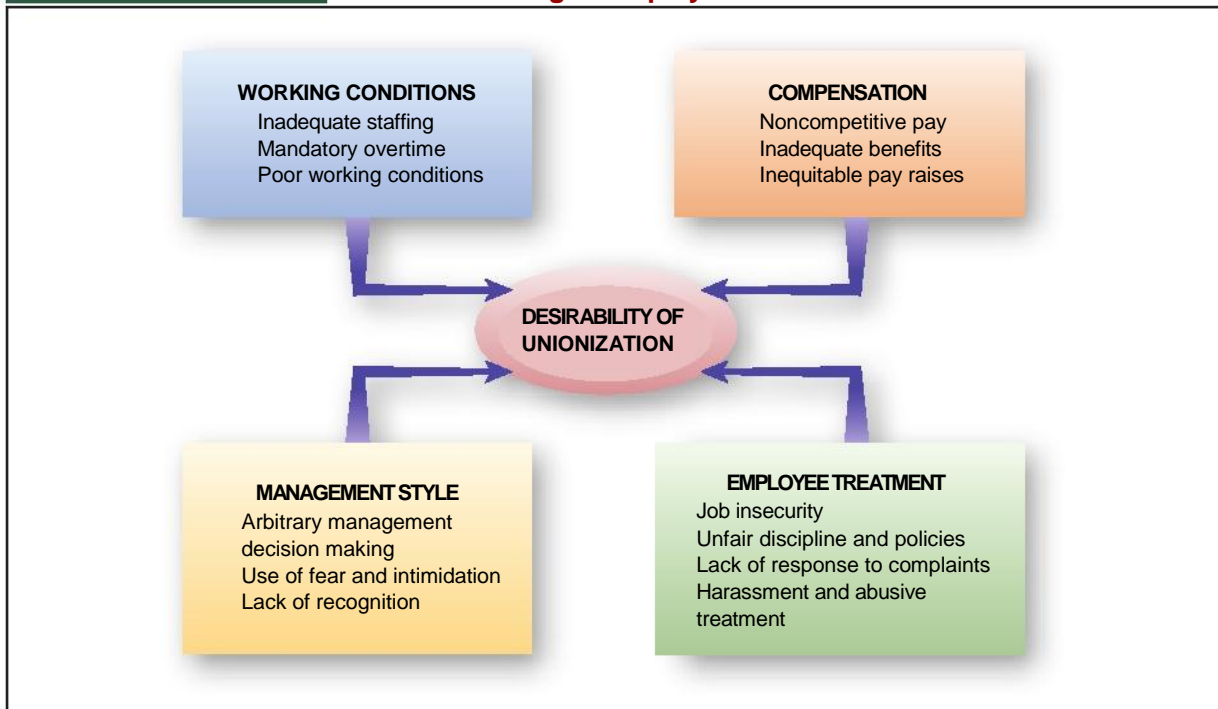 WORKING CONDITIONS
Inadequate staffing
Mandatory overtime
Poor working conditions
COMPENSATION
Noncompetitive pay
Inadequate benefits
Inequitable pay raises
DESIRABILITY OF
UNIONIZATION
MANAGEMENT STYLE
Arbitrary management
decision making
Use of fear and intimidation
Lack of recognition
EMPLOYEE TREATMENT
Job insecurity
Unfair discipline and policies
Lack of response to complaints
Harassment and abusive
treatment